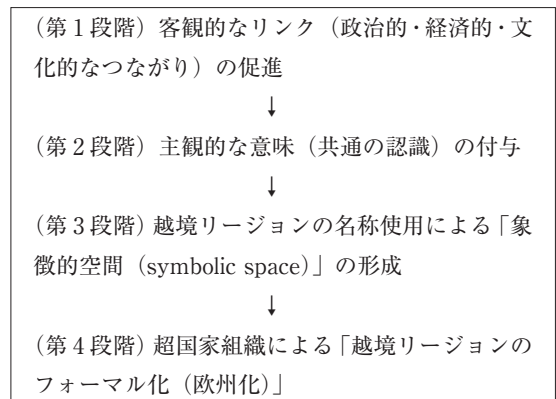 (第1段階) 客観的なリンク(政治的・経済的・文
化的なつながり)の促進
↓
(第2段階) 主観的な意味(共通の認識)の付与
↓
(第3段階) 越境リージョンの名称使用による「象
徴的空間(symbolic space)」の形成
↓
(第4段階) 超国家組織による「越境リージョンの
フォーマル化(欧州化)」